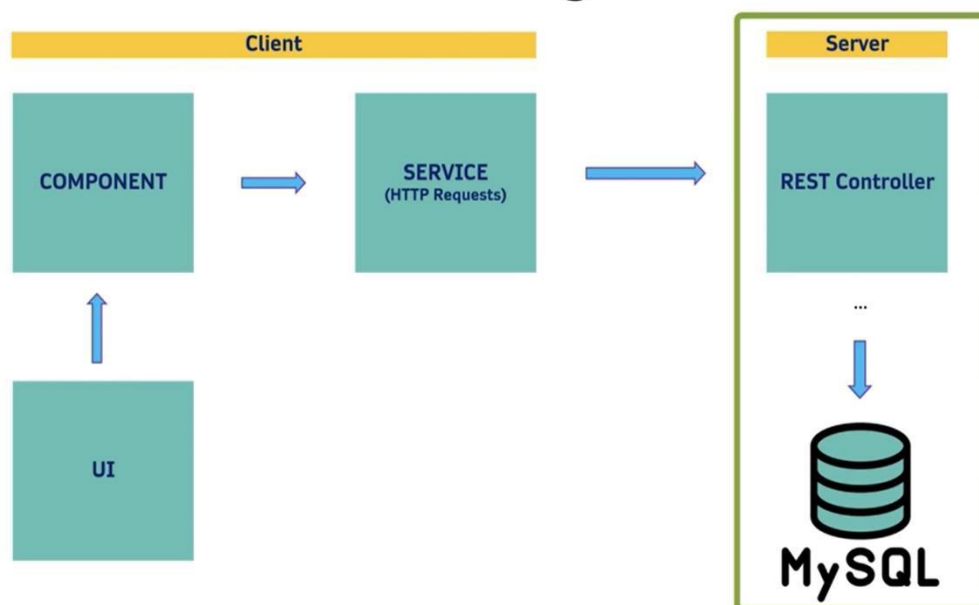 Client
Server
COMPONENT
SERVICE
(HTTP Requests)
REST Controller
...
UI
MySQL